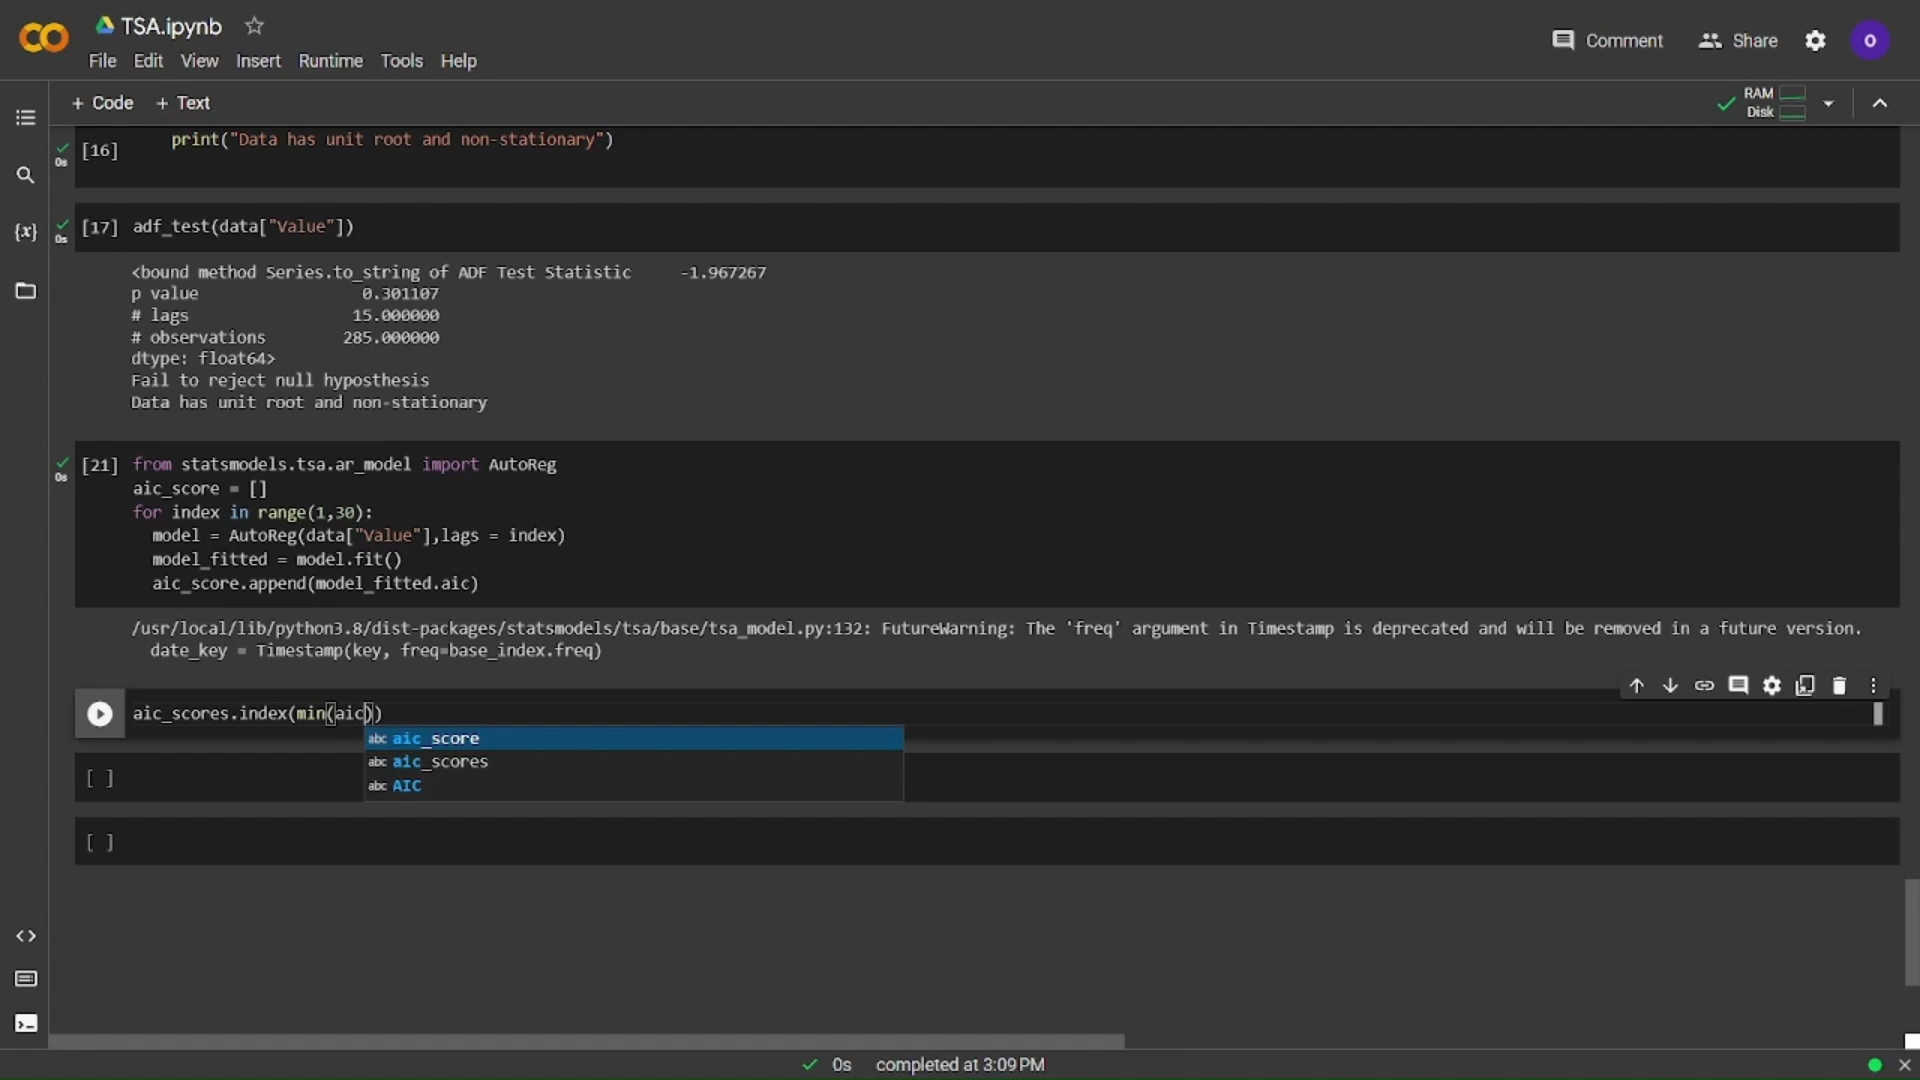 TSA.ipynb
File Edit View Insert Runtime Tools Help
Comment Share O
+ Code + Text
RAM
Disk
[16] print("Data has unit root and non-stationary")
0s
[17] adf_test(data["Value"])
0s
<bound method Series.to_string of ADF Test Statistic -1.967267
p value 0.301107
# lags 15.000000
# observations 285.000000
dtype: float64>
Fail to reject null hyposthesis
Data has unit root and non-stationary
[21] from statsmodels.tsa.ar_model import AutoReg
0s
aic_score = []
for index in range(1,30):
model = AutoReg(data["Value"],lags = index)
model_fitted = model.fit()
aic_score.append(model_fitted.aic)
/usr/local/lib/python3.8/dist-packages/statsmodels/tsa/base/tsa_model.py:132: FutureWarning: The 'freq' argument in Timestamp is deprecated and will be removed in a future version.
date_key = Timestamp(key, freq=base_index.freq)
aic_scores.index(min(aic))
abc aic_score
abc aic_scores
abc AIC
[ ]
[ ]
0s completed at 3:09 PM